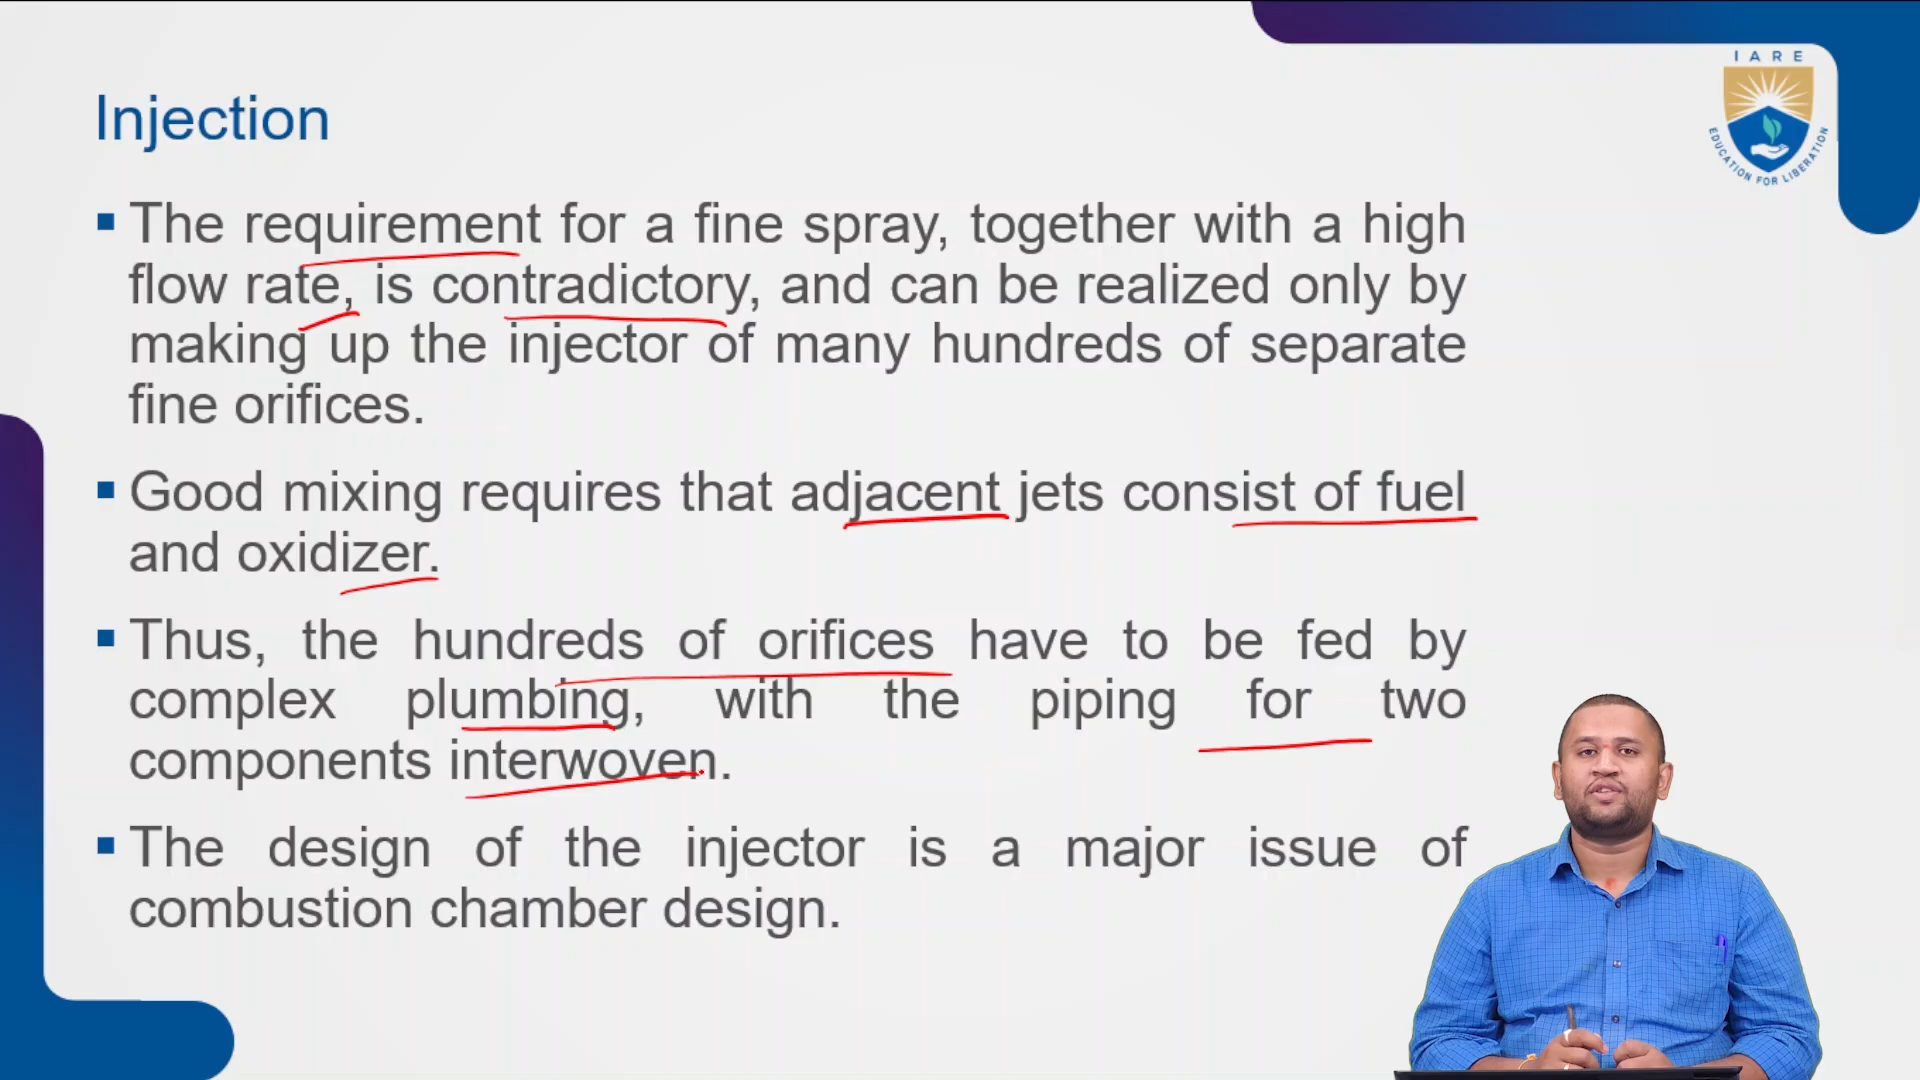 IARE
EDUCATION FOR LIBERATION
Injection
The requirement for a fine spray, together with a high
flow rate, is contradictory, and can be realized only by
making up the injector of many hundreds of separate
fine orifices.
Good mixing requires that adjacent jets consist of fuel
and oxidizer.
Thus, the hundreds of orifices have to be fed by
complex plumbing, with the piping for two
components interwoven.
The design of the injector is a major issue of
combustion chamber design.